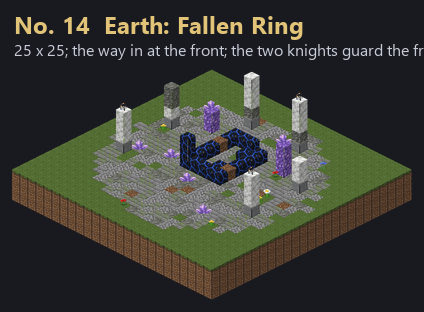 No. 14 Earth: Fallen Ring
25 x 25; the way in at the front; the two knights guard the fr